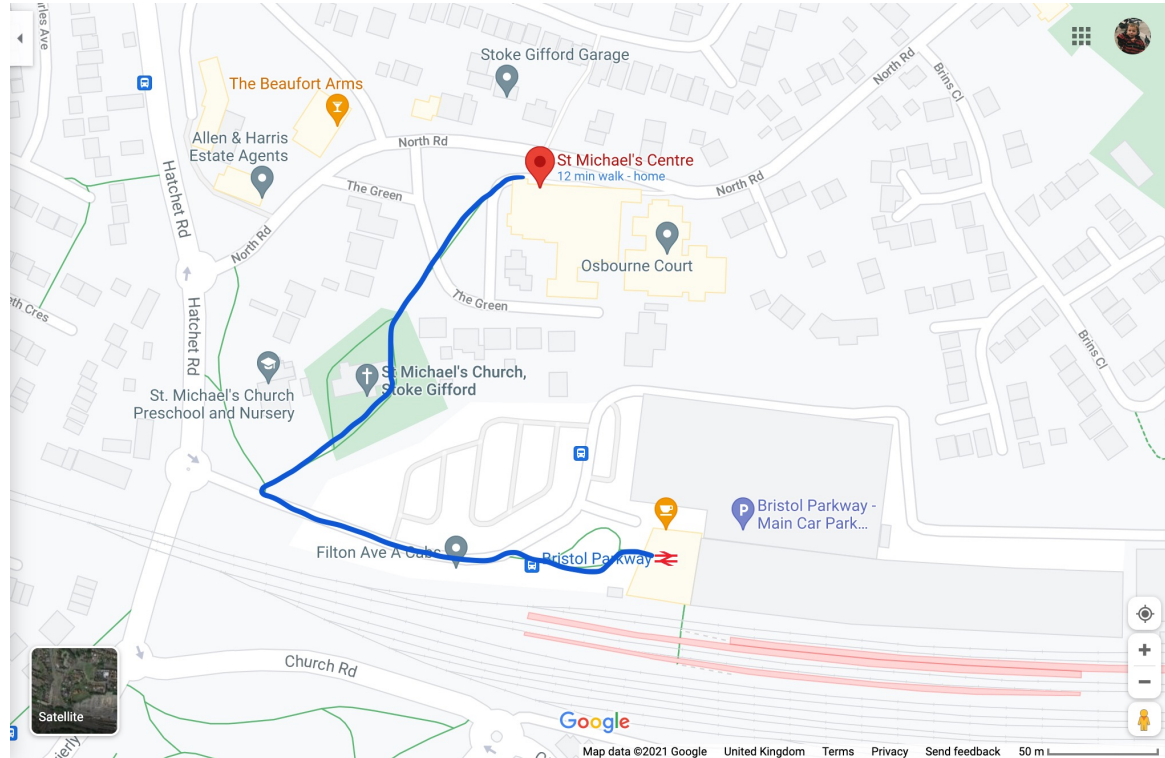 Stoke Gifford Garage
North Rd
Brins Cl
The Beaufort Arms
Allen & Harris
Estate Agents
North Rd
St Michael's Centre
12 min walk - home
Hatchet Rd
The Green
North Rd
North Rd
Osbourne Court
The Green
Hatchet Rd
Brins Cl
St. Michael's Church
Preschool and Nursery
St Michael's Church,
Stoke Gifford
Bristol Parkway -
Main Car Park...
Filton Ave A Cabs
Bristol Parkway
Church Rd
Satellite
Google
Map data ©2021 Google United Kingdom Terms Privacy Send feedback 50 m